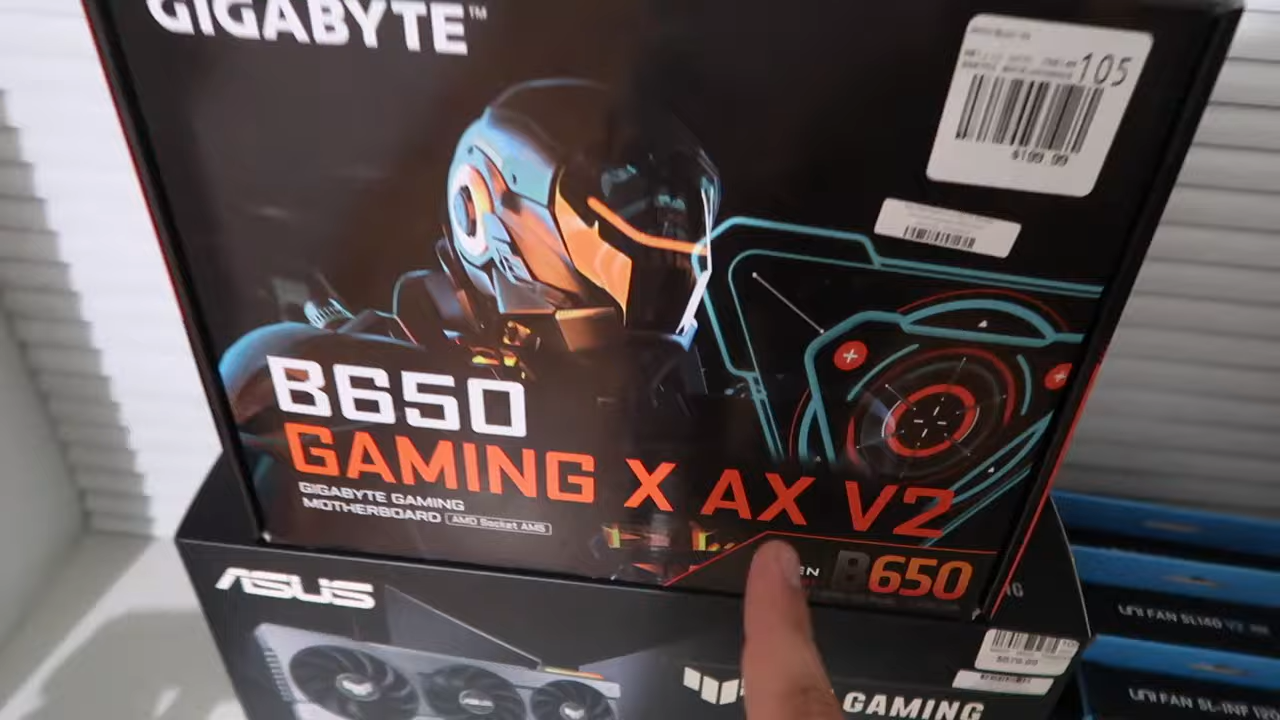 GIGABYTE™
105
$199.99
B650
GAMING X AX V2
GIGABYTE GAMING
MOTHERBOARD AMD Socket AM5
B650
ASUS
GAMING
UNI FAN SL140 V2
UNI FAN SL-INF